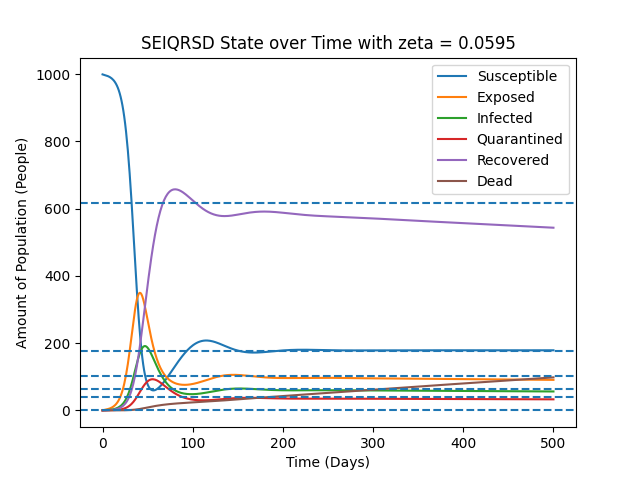 SEIQRSD State over Time with zeta = 0.0595
Amount of Population (People)
1000
800
600
400
200
0
Susceptible
Exposed
Infected
Quarantined
Recovered
Dead
0 100 200 300 400 500
Time (Days)